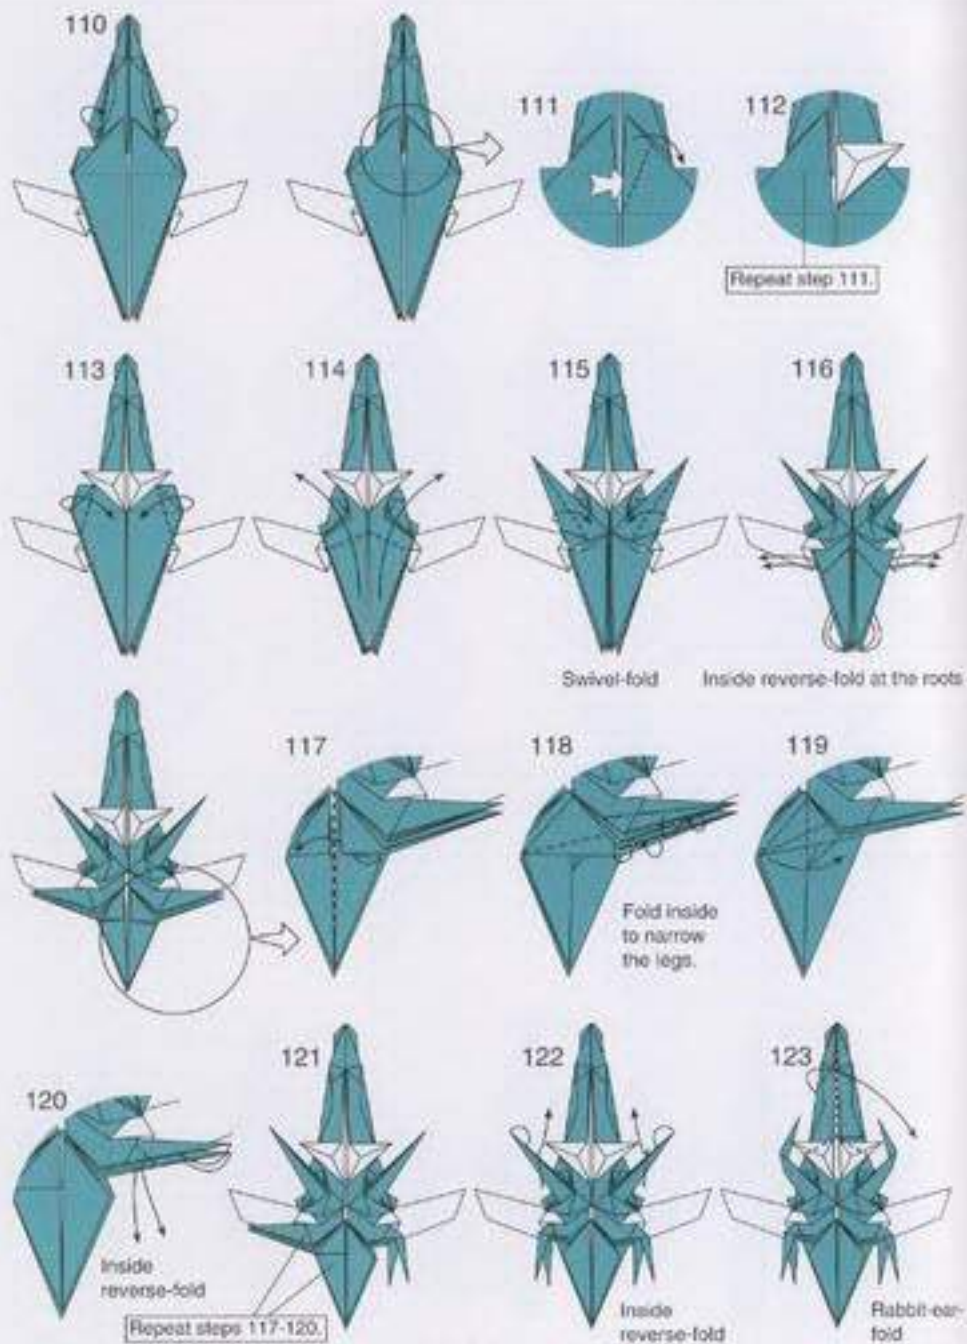 110
111
112
Repeat step 111.
113
114
115
116
Swivel-fold
Inside reverse-fold at the roots
117
118
119
Fold inside
to narrow
the legs.
120
121
122
123
Inside
reverse-fold
Repeat steps 117-120.
Inside
reverse-fold
Rabbit-ear-
fold